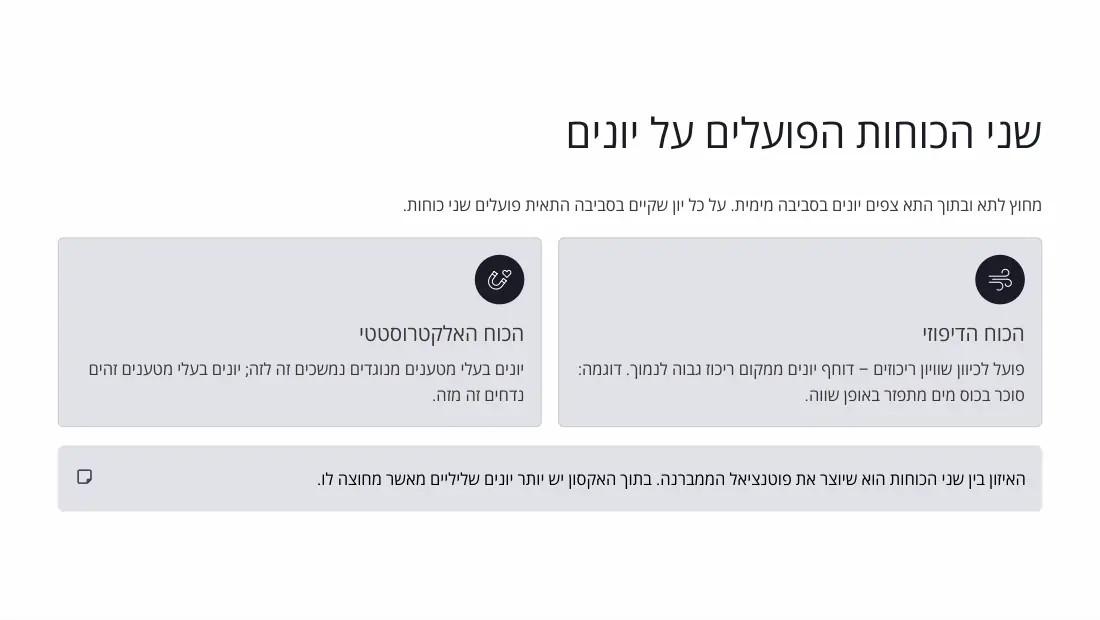 שני הכוחות הפועלים על יונים
מחוץ לתא ובתוך התא צפים יונים בסביבה מימית. על כל יון שקיים בסביבה התאית פועלים שני כוחות.
הכוח הדיפוזי
פועל לכיוון שוויון ריכוזים – דוחף יונים ממקום ריכוז גבוה לנמוך. דוגמה:
סוכר בכוס מים מתפזר באופן שווה.
הכוח האלקטרוסטטי
יונים בעלי מטענים מנוגדים נמשכים זה לזה; יונים בעלי מטענים זהים
נדחים זה מזה.
האיזון בין שני הכוחות הוא שיוצר את פוטנציאל הממברנה. בתוך האקסון יש יותר יונים שליליים מאשר מחוצה לו.